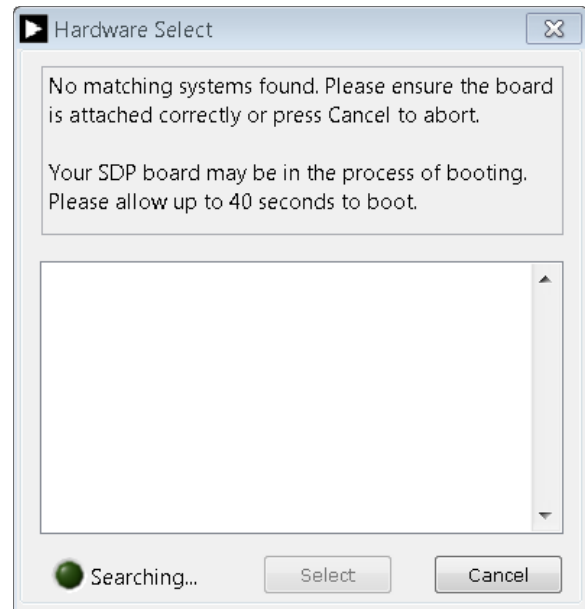 Hardware Select
No matching systems found. Please ensure the board
is attached correctly or press Cancel to abort.
Your SDP board may be in the process of booting.
Please allow up to 40 seconds to boot.
Searching...
Select
Cancel